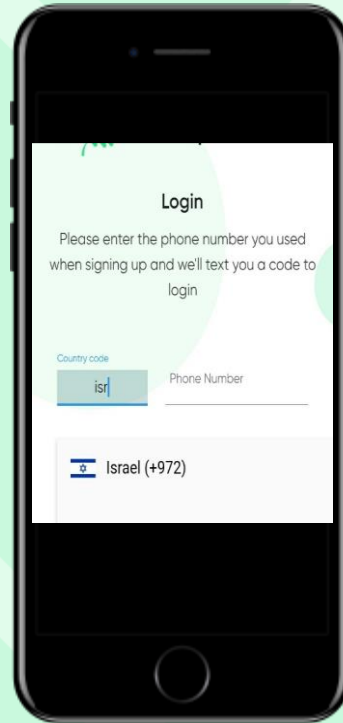 Login
Please enter the phone number you used
when signing up and we'll text you a code to
login
Country code
isr
Phone Number
Israel (+972)